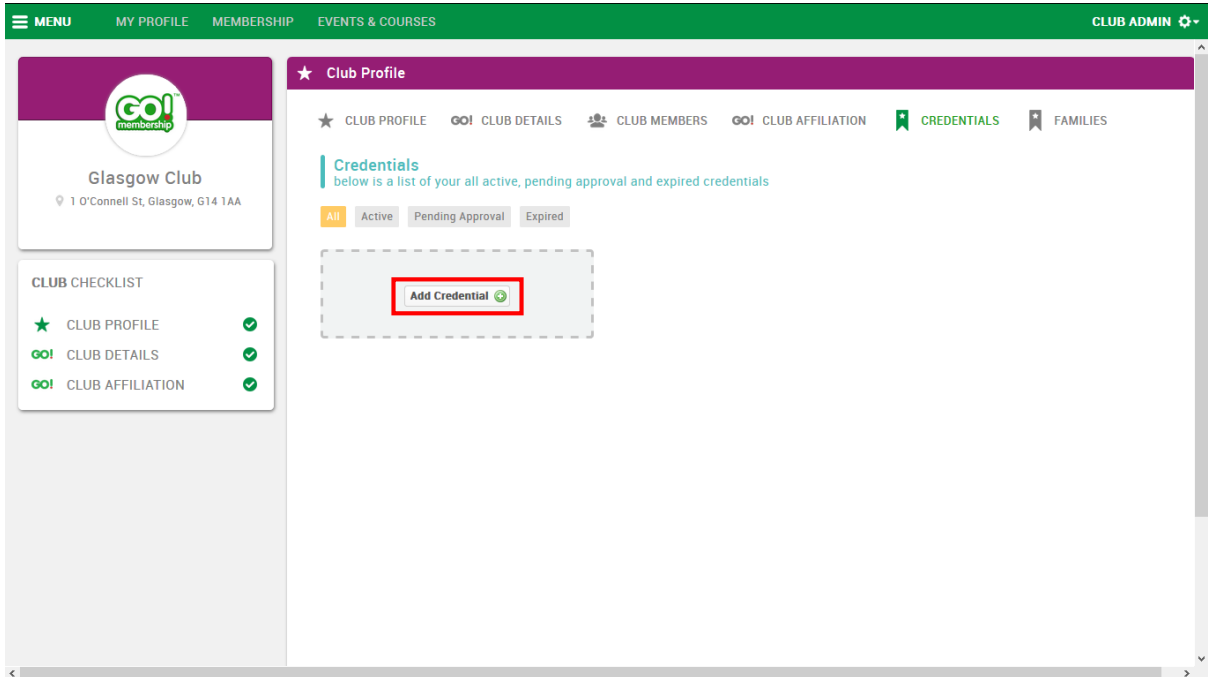 MENU MY PROFILE MEMBERSHIP EVENTS & COURSES CLUB ADMIN
GO!™
membership
Glasgow Club
1 O'Connell St, Glasgow, G14 1AA
CLUB CHECKLIST
CLUB PROFILE
GO! CLUB DETAILS
GO! CLUB AFFILIATION
Club Profile
CLUB PROFILE GO! CLUB DETAILS CLUB MEMBERS GO! CLUB AFFILIATION CREDENTIALS FAMILIES
Credentials
below is a list of your all active, pending approval and expired credentials
All Active Pending Approval Expired
Add Credential